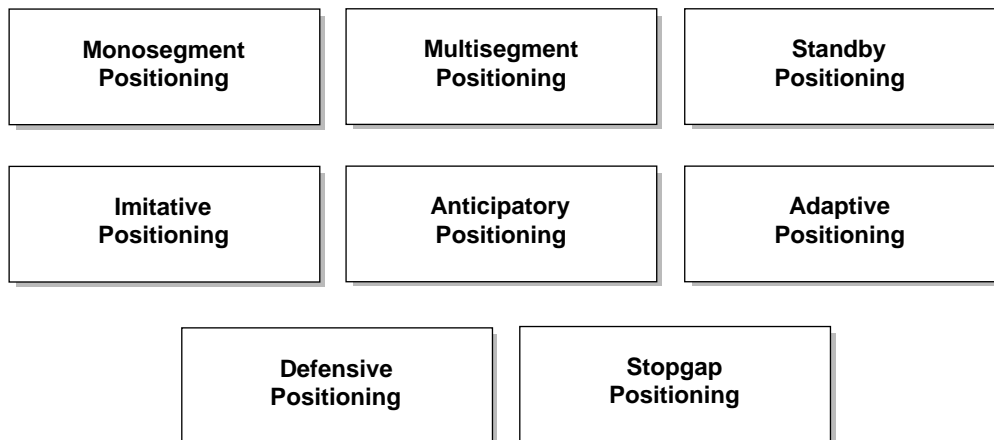 Monosegment
Positioning
Multisegment
Positioning
Standby
Positioning
Imitative
Positioning
Anticipatory
Positioning
Adaptive
Positioning
Defensive
Positioning
Stopgap
Positioning